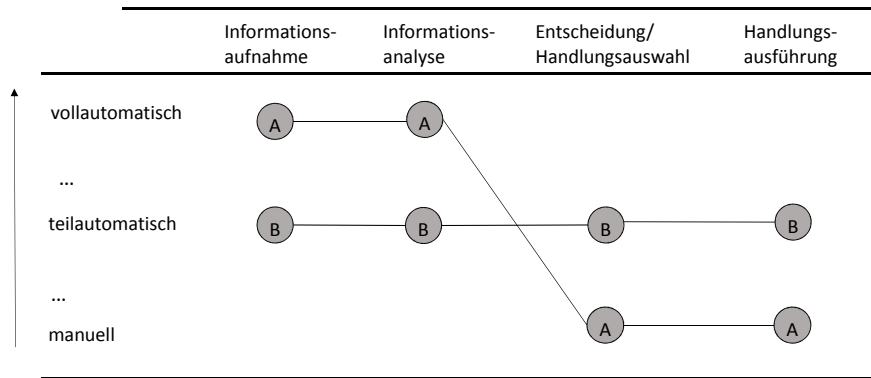 Informations- Informations- Entscheidung/ Handlungs-
aufnahme analyse Handlungsauswahl ausführung
vollautomatisch A A
...
teilautomatisch B B B B
...
A A
manuell